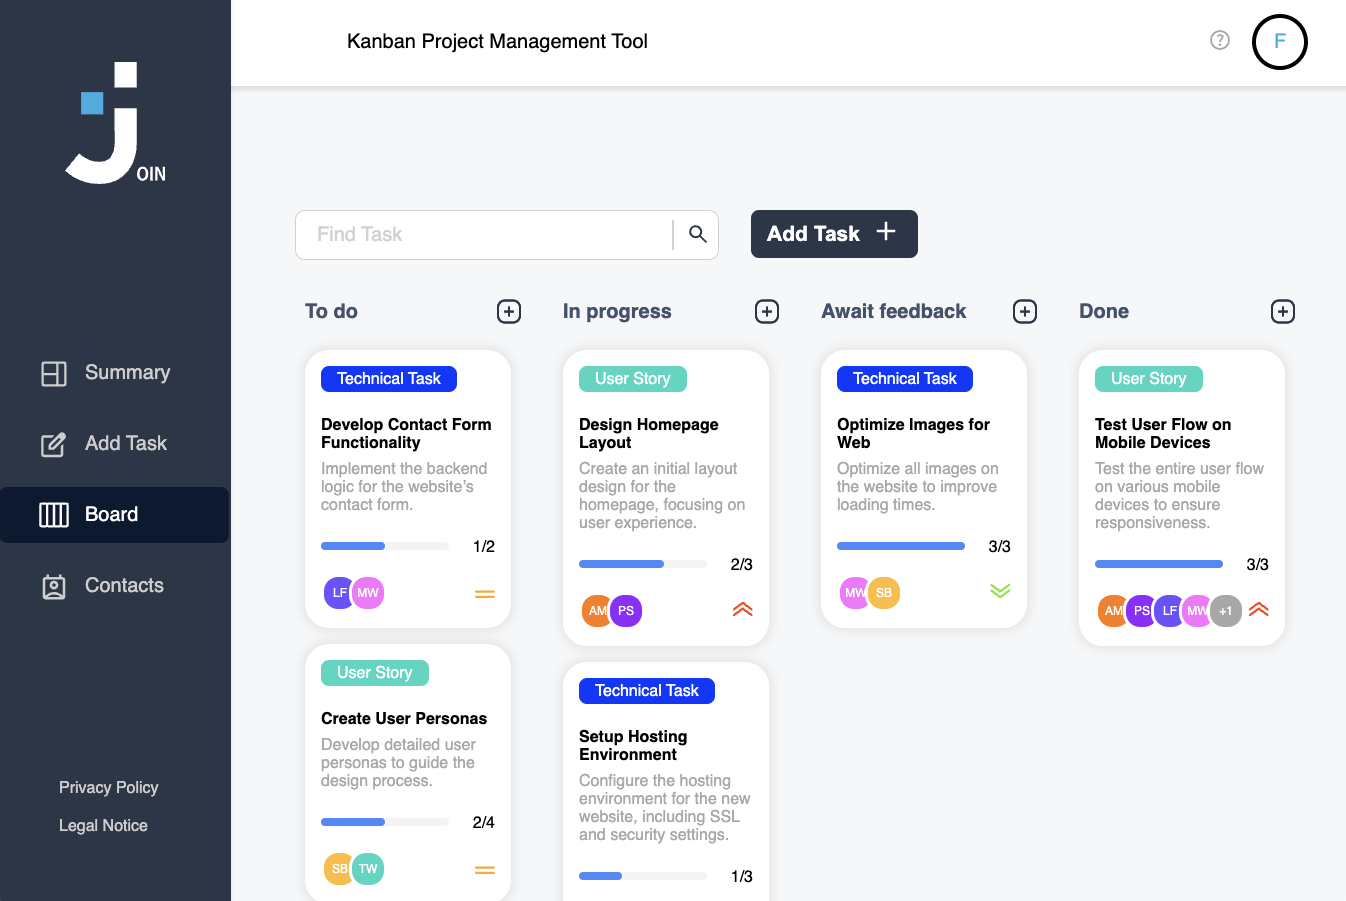 JOIN
Summary
Add Task
Board
Contacts
Privacy Policy
Legal Notice
Kanban Project Management Tool
?
F
Find Task
Add Task
To do
Technical Task
Develop Contact Form
Functionality
Implement the backend
logic for the website’s
contact form.
1/2
LF
MW
User Story
Create User Personas
Develop detailed user
personas to guide the
design process.
2/4
SB
TW
In progress
User Story
Design Homepage
Layout
Create an initial layout
design for the
homepage, focusing on
user experience.
2/3
AM
PS
Technical Task
Setup Hosting
Environment
Configure the hosting
environment for the new
website, including SSL
and security settings.
1/3
Await feedback
Technical Task
Optimize Images for
Web
Optimize all images on
the website to improve
loading times.
3/3
MW
SB
Done
User Story
Test User Flow on
Mobile Devices
Test the entire user flow
on various mobile
devices to ensure
responsiveness.
3/3
AM
PS
LF
MW
+1